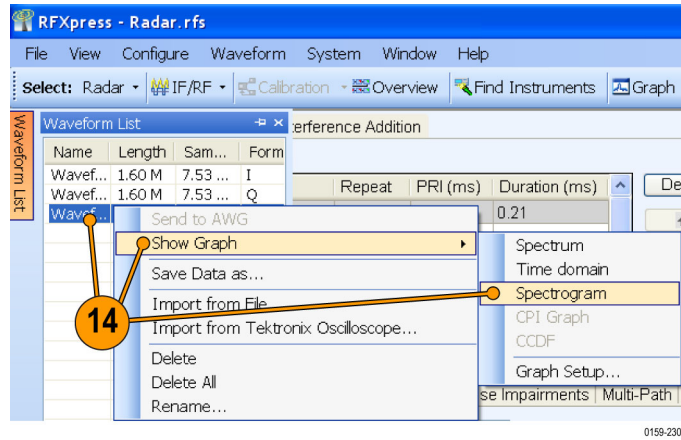 RFXpress - Radar.rfs
File View Configure Waveform System Window Help
Select: Radar IF/RF Calibration Overview Find Instruments Graph
Waveform List
Waveform List
erference Addition
Name Length Sam... Form
Wavef... 1.60 M 7.53 ... I
Wavef... 1.60 M 7.53 ... Q
Wavef...
Repeat PRI (ms) Duration (ms)
De
0.21
Send to AWG
Show Graph
Save Data as...
Import from File...
Import from Tektronix Oscilloscope...
Delete
Delete All
Rename...
Spectrum
Time domain
Spectrogram
CPI Graph
CCDF
Graph Setup...
14
se Impairments Multi-Path
0159-230